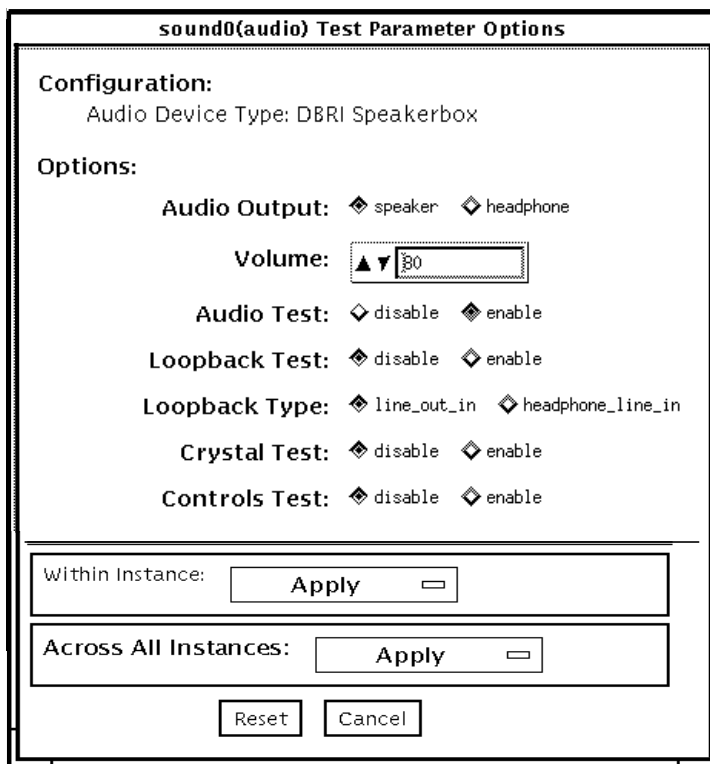 sound0(audio) Test Parameter Options
Configuration:
Audio Device Type: DBRI Speakerbox
Options:
Audio Output: speaker headphone
Volume: 80
Audio Test: disable enable
Loopback Test: disable enable
Loopback Type: line_out_in headphone_line_in
Crystal Test: disable enable
Controls Test: disable enable
Within Instance: Apply
Across All Instances: Apply
Reset Cancel